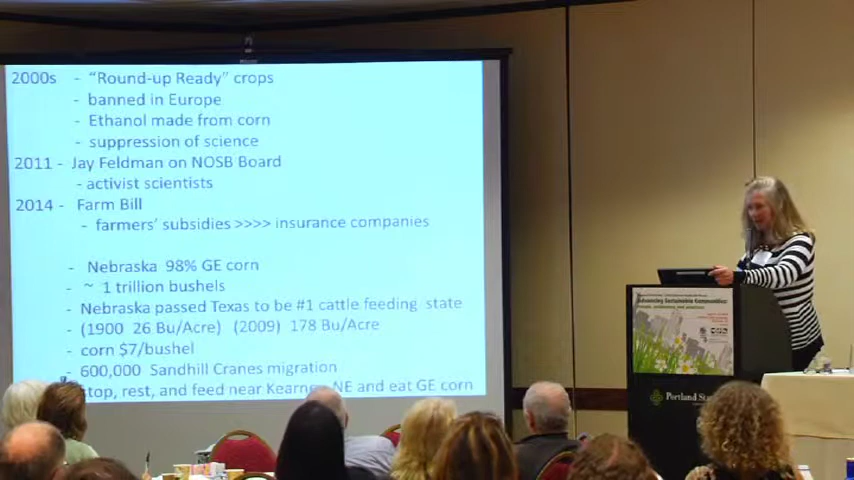 2000s - "Round-up Ready" crops
- banned in Europe
- Ethanol made from corn
- suppression of science
2011 - Jay Feldman on NOSB Board
- activist scientists
2014 - Farm Bill
- farmers' subsidies >>>> insurance companies
- Nebraska 98% GE corn
- ~ 1 trillion bushels
- Nebraska passed Texas to be #1 cattle feeding state
- (1900 26 Bu/Acre) (2009) 178 Bu/Acre
- corn $7/bushel
- 600,000 Sandhill Cranes migration
stop, rest, and feed near Kearney NE and eat GE corn
Advancing Sustainable Communities:
Portland